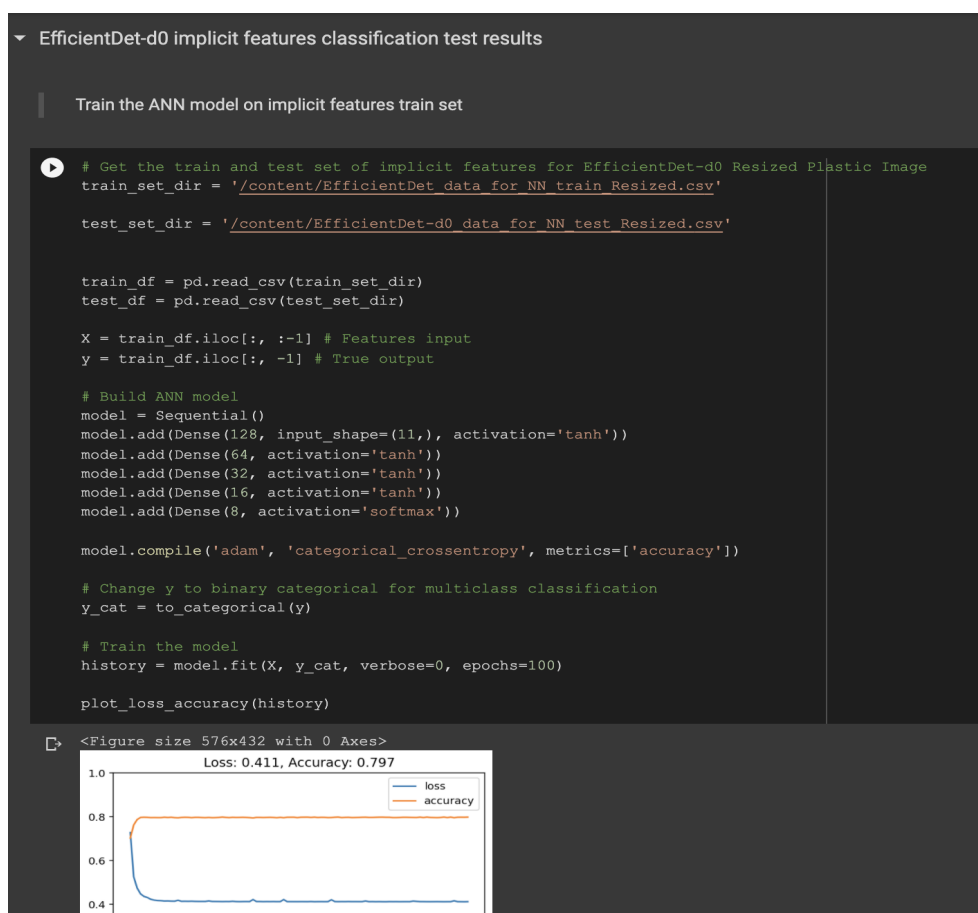 EfficientDet-d0 implicit features classification test results
Train the ANN model on implicit features train set
# Get the train and test set of implicit features for EfficientDet-d0 Resized Plastic Image
train_set_dir = '/content/EfficientDet_data_for_NN_train_Resized.csv'
test_set_dir = '/content/EfficientDet-d0_data_for_NN_test_Resized.csv'
train_df = pd.read_csv(train_set_dir)
test_df = pd.read_csv(test_set_dir)
X = train_df.iloc[:, :-1] # Features input
y = train_df.iloc[:, -1] # True output
# Build ANN model
model = Sequential()
model.add(Dense(128, input_shape=(11,), activation='tanh'))
model.add(Dense(64, activation='tanh'))
model.add(Dense(32, activation='tanh'))
model.add(Dense(16, activation='tanh'))
model.add(Dense(8, activation='softmax'))
model.compile('adam', 'categorical_crossentropy', metrics=['accuracy'])
# Change y to binary categorical for multiclass classification
y_cat = to_categorical(y)
# Train the model
history = model.fit(X, y_cat, verbose=0, epochs=100)
plot_loss_accuracy(history)
<Figure size 576x432 with 0 Axes>
Loss: 0.411, Accuracy: 0.797
1.0
loss
accuracy
0.8
0.6
0.4